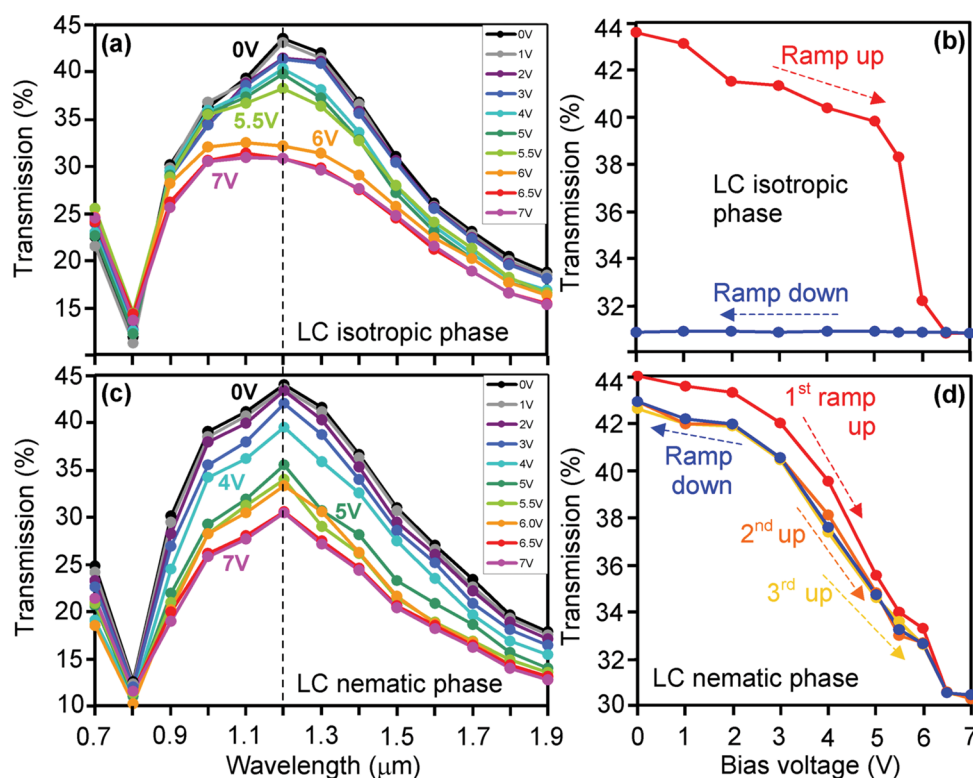 (a)
Transmission (%)
45
40
35
30
25
20
15
0V
5.5V
6V
7V
0V
1V
2V
3V
4V
5V
5.5V
6V
6.5V
7V
LC isotropic phase
(b)
Transmission (%)
44
42
40
38
36
34
32
30
Ramp up
LC isotropic
phase
Ramp down
(c)
Transmission (%)
45
40
35
30
25
20
15
10
0V
4V
5V
7V
0V
1V
2V
3V
4V
5V
5.5V
6.0V
6.5V
7V
LC nematic phase
0.7
0.9
1.1
1.3
1.5
1.7
1.9
Wavelength (μm)
(d)
Transmission (%)
44
42
40
38
36
34
32
30
1st ramp
up
Ramp
down
2nd up
3rd up
LC nematic phase
0 1 2 3 4 5 6 7
Bias voltage (V)